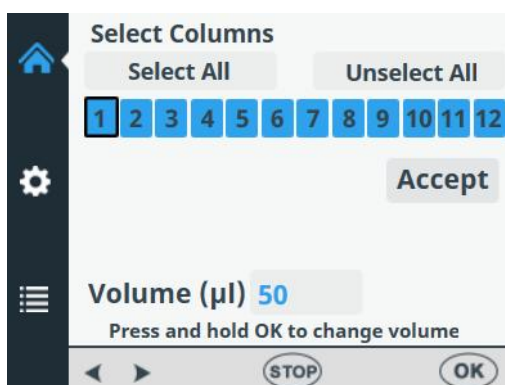 Select Columns
Select All Unselect All
1 2 3 4 5 6 7 8 9 10 11 12
Accept
Volume (µl) 50
Press and hold OK to change volume
STOP OK